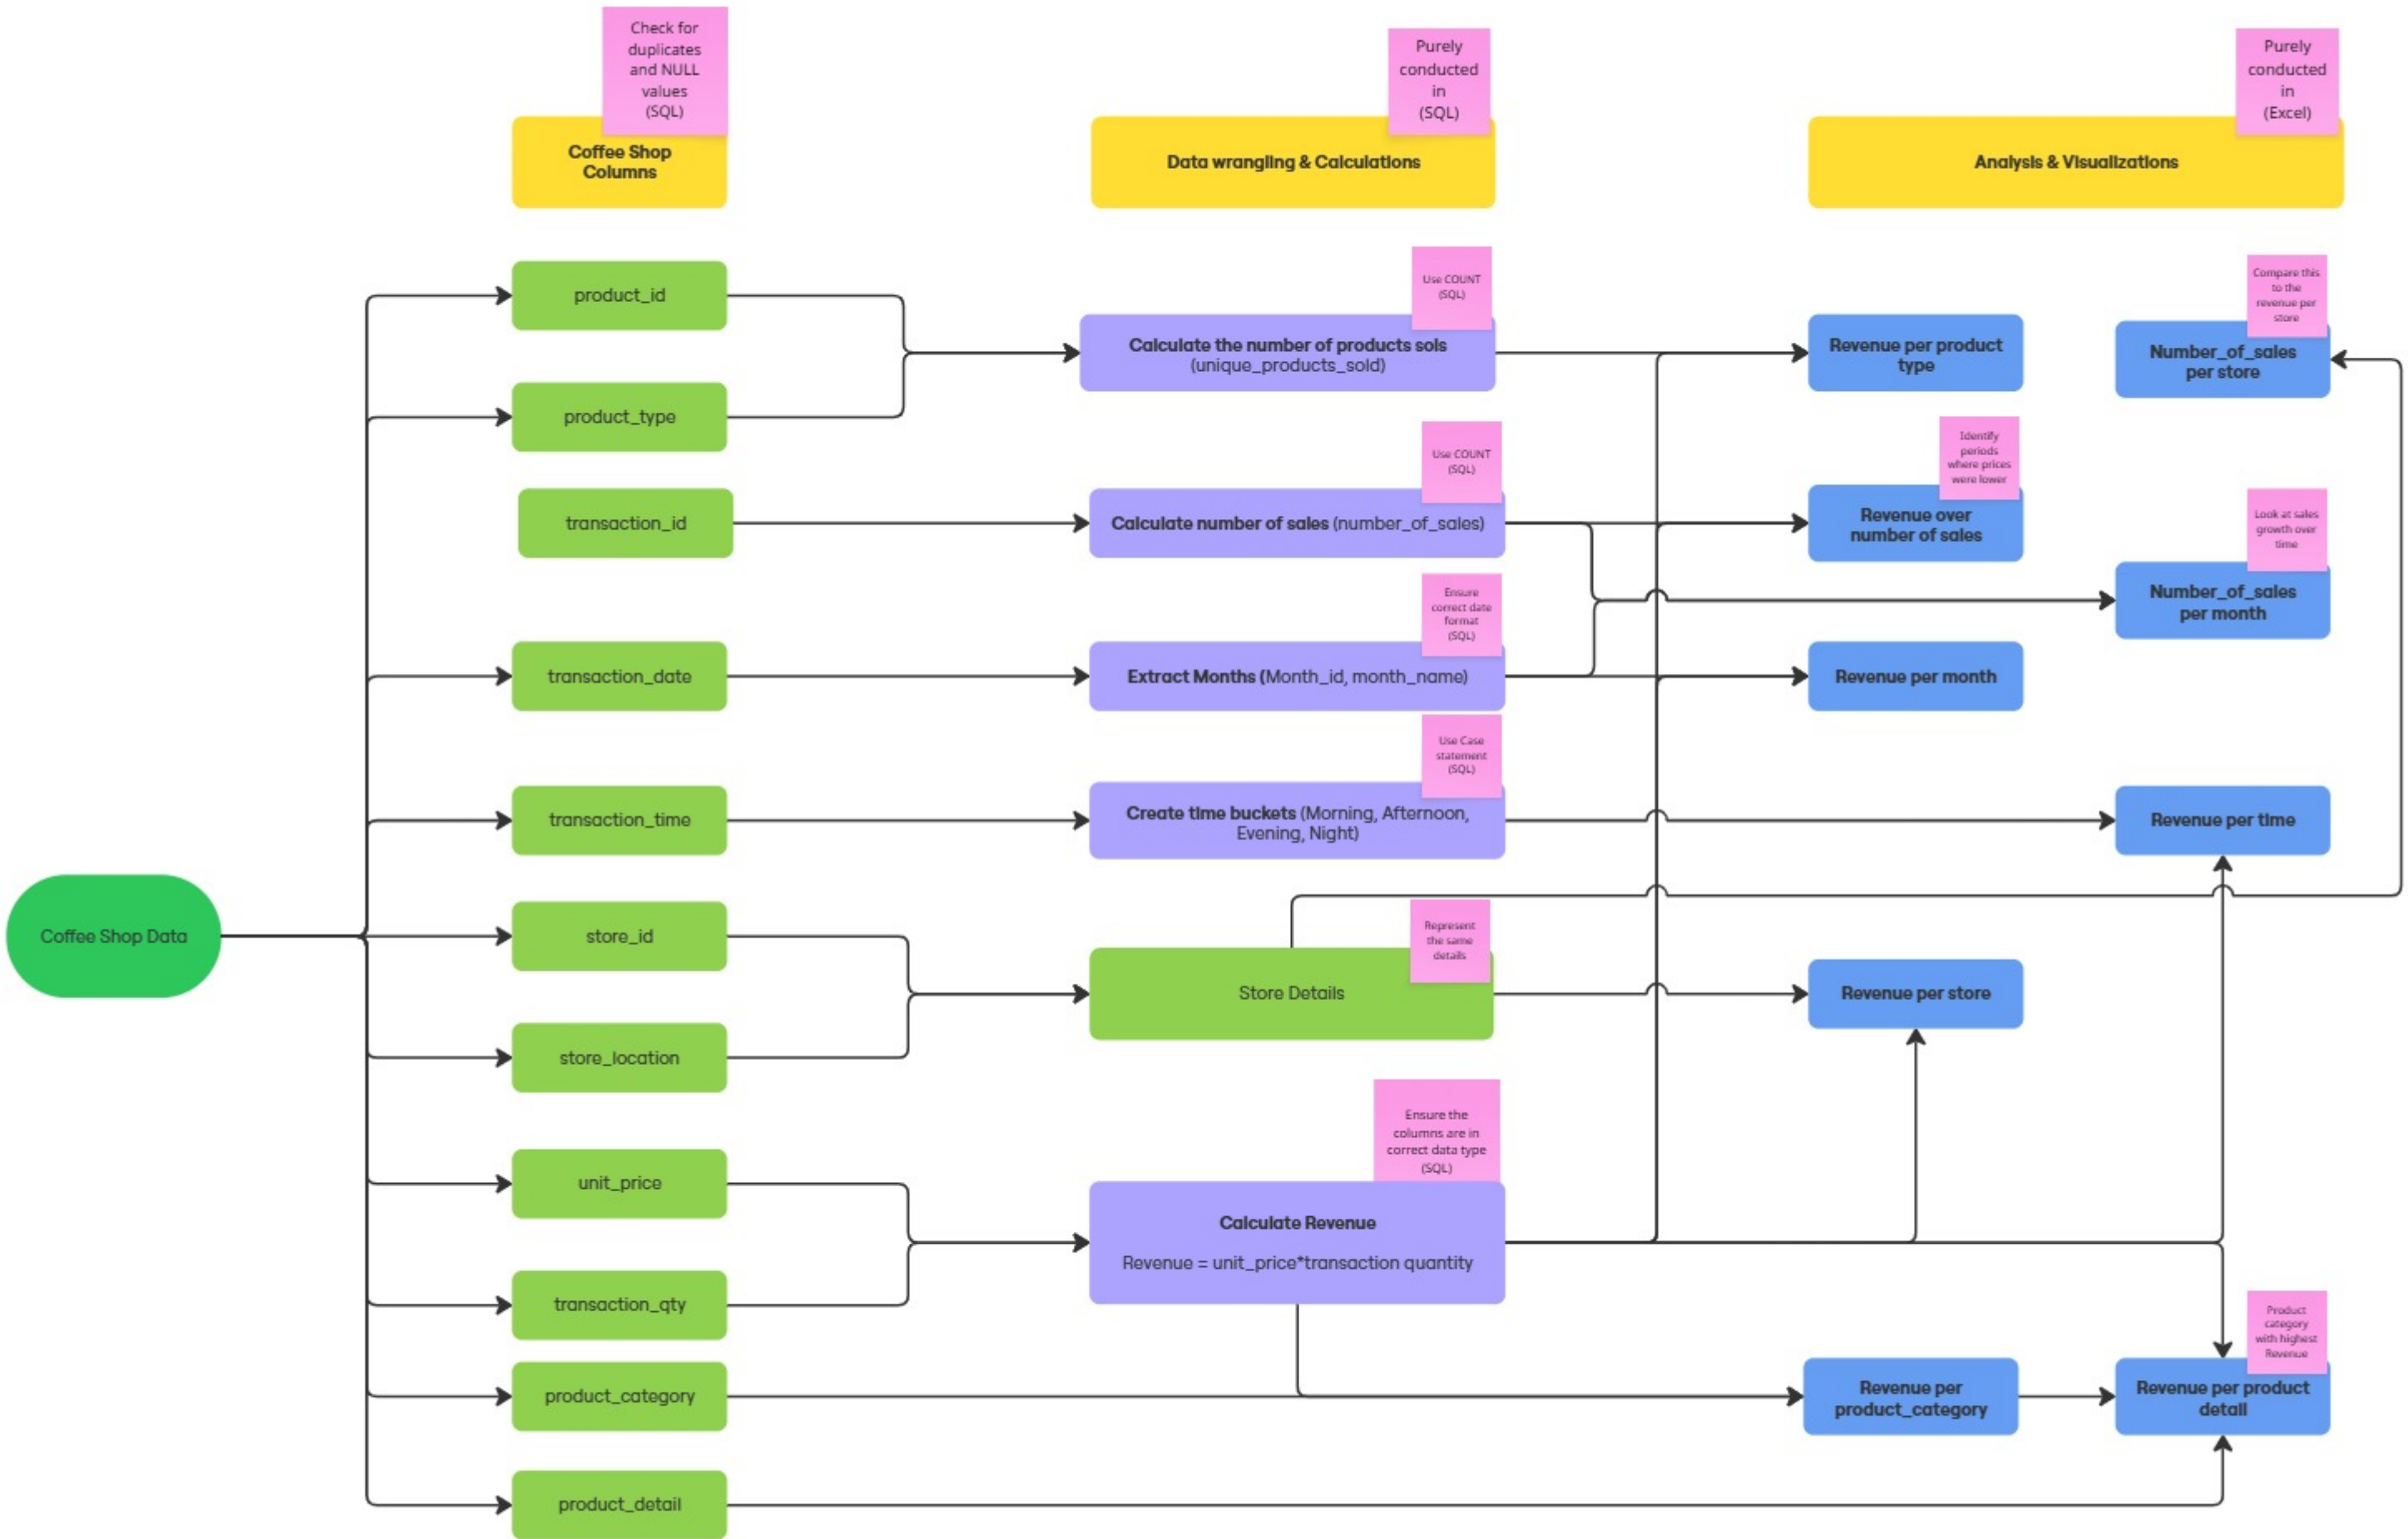 Check for
duplicates
and NULL
values
(SQL)
Coffee Shop
Columns
Purely
conducted
in
(SQL)
Data wrangling & Calculations
Purely
conducted
in
(Excel)
Analysis & Visualizations
Coffee Shop Data
product_id
product_type
transaction_id
transaction_date
transaction_time
store_id
store_location
unit_price
transaction_qty
product_category
product_detail
Use COUNT
(SQL)
Calculate the number of products sols
(unique_products_sold)
Use COUNT
(SQL)
Calculate number of sales (number_of_sales)
Ensure
correct date
format
(SQL)
Extract Months (Month_id, month_name)
Use Case
statement
(SQL)
Create time buckets (Morning, Afternoon,
Evening, Night)
Represent
the same
details
Store Details
Ensure the
columns are in
correct data type
(SQL)
Calculate Revenue
Revenue = unit_price*transaction quantity
Revenue per product
type
Compare this
to the
revenue per
store
Number_of_sales
per store
Identify
periods
where prices
were lower
Revenue over
number of sales
Look at sales
growth over
time
Number_of_sales
per month
Revenue per month
Revenue per time
Revenue per store
Revenue per
product_category
Product
category
with highest
Revenue
Revenue per product
detail